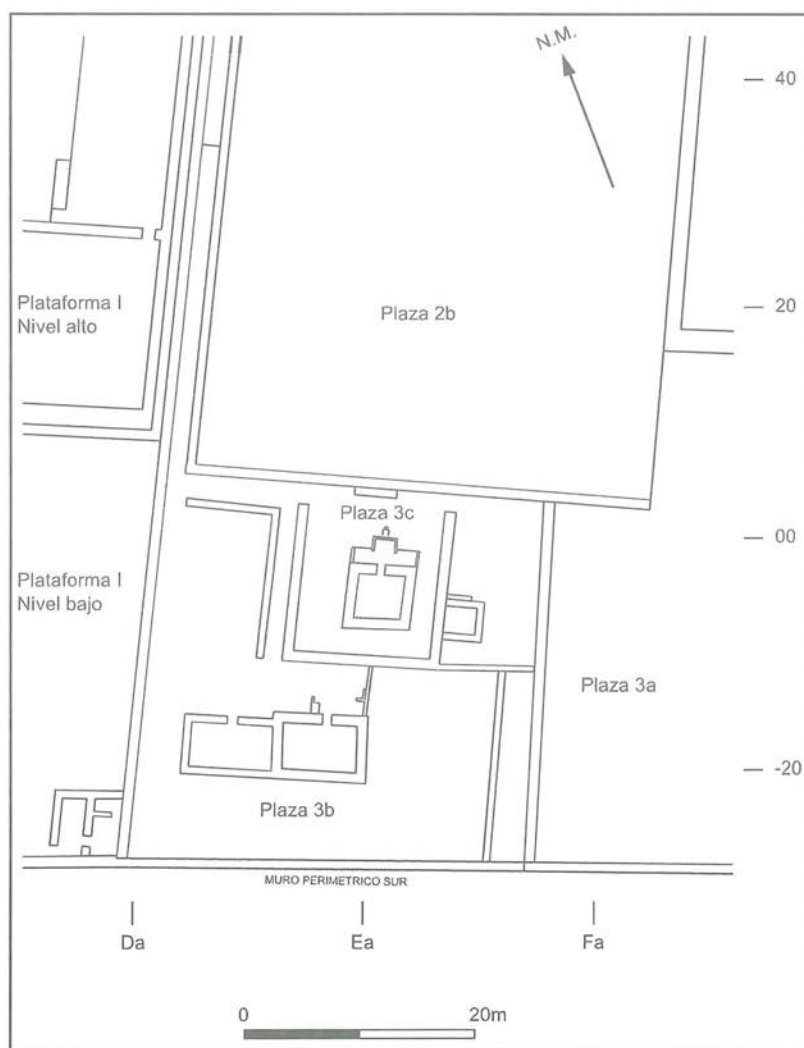 N.M.
40
Plataforma I
Nivel alto
Plaza 2b
20
Plaza 3c
00
Plataforma I
Nivel bajo
Plaza 3a
-20
Plaza 3b
MURO PERIMETRICO SUR
Da
Ea
Fa
0
20m